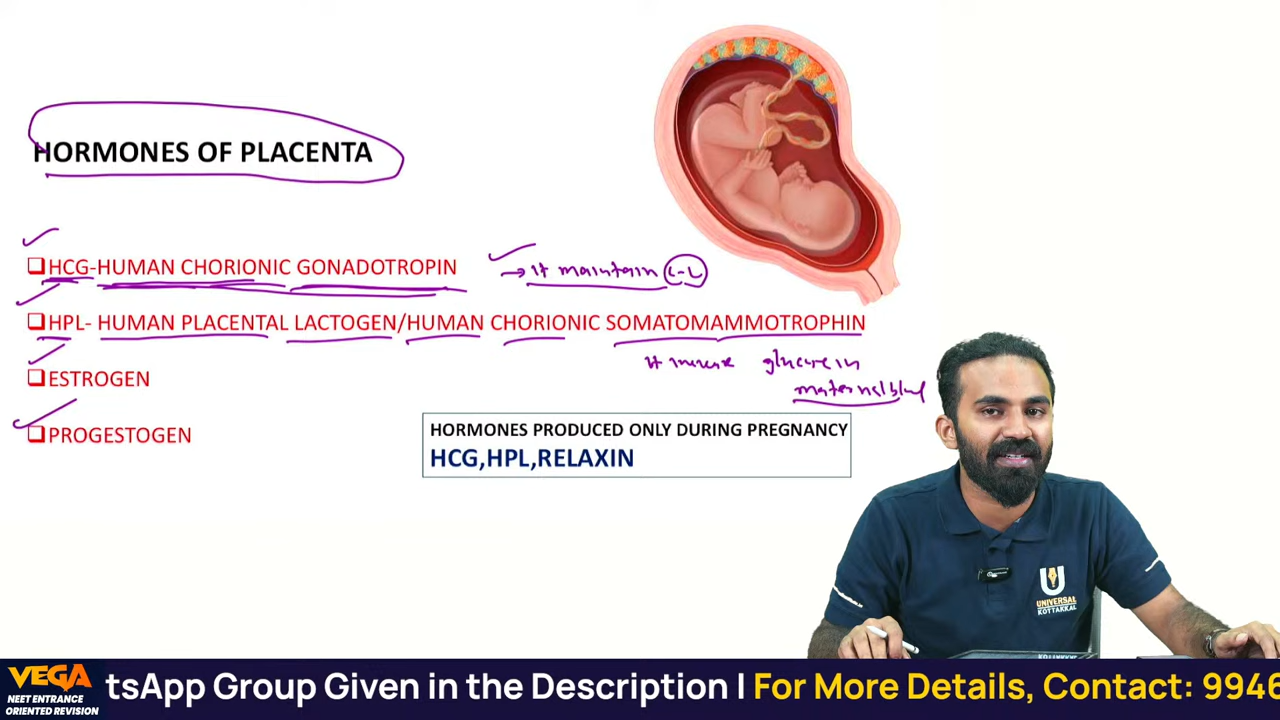 HORMONES OF PLACENTA
HCG-HUMAN CHORIONIC GONADOTROPIN → It maintain C-L
HPL- HUMAN PLACENTAL LACTOGEN/HUMAN CHORIONIC SOMATOMAMMOTROPHIN
It glucose in
maternal
ESTROGEN
PROGESTOGEN
HORMONES PRODUCED ONLY DURING PREGNANCY
HCG,HPL,RELAXIN
U
UNIVERSAL
KOTTAKKAL
VEGA
NEET ENTRANCE
ORIENTED REVISION
tsApp Group Given in the Description I For More Details, Contact: 9946